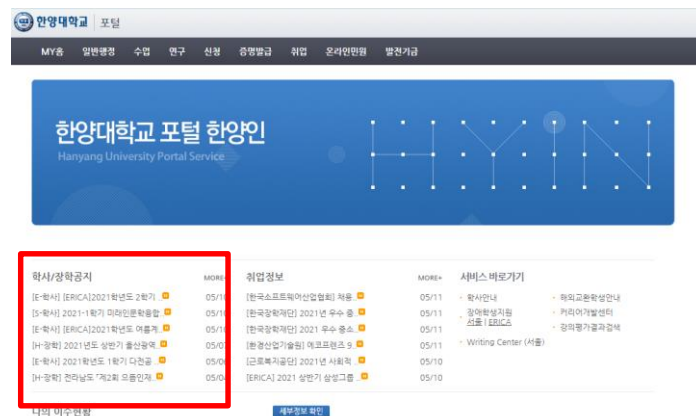 한양대학교 포털
MY홈 일반행정 수업 연구 신청 증명발급 취업 온라인민원 발전기금
한양대학교 포털 한양인
Hanyang University Portal Service
HYIN
학사/장학공지 MORE+
[E-학사] [ERICA]2021학년도 2학기 ..
[S-학사] 2021-1학기 미래인문학융합..
[E-학사] [ERICA]2021학년도 여름계..
[H-장학] 2021년도 상반기 울산광역.. 05/07
[E-학사] 2021학년도 1학기 다전공 ..
[H-장학] 전라남도 「제2회 으뜸인재..
취업정보 MORE+
[한국소프트웨어산업협회] 채용.. 05/11
[한국장학재단] 2021년 우수 중.. 05/11
[한국장학재단] 2021 우수 중소.. 05/11
[환경산업기술원] 에코프렌즈 9.. 05/11
[근로복지공단] 2021년 사회적 .. 05/10
[ERICA] 2021 상반기 삼성그룹 .. 05/10
서비스 바로가기
학사안내
장애학생지원
서울 | ERICA
Writing Center (서울)
해외교환학생안내
커리어개발센터
강의평가결과검색
나의 이수현황
세부정보 확인